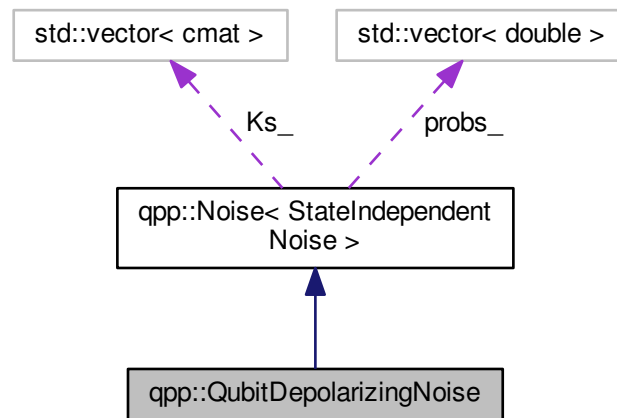 std::vector< cmat >
std::vector< double >
Ks_
probs_
qpp::Noise< StateIndependent
Noise >
qpp::QubitDepolarizingNoise